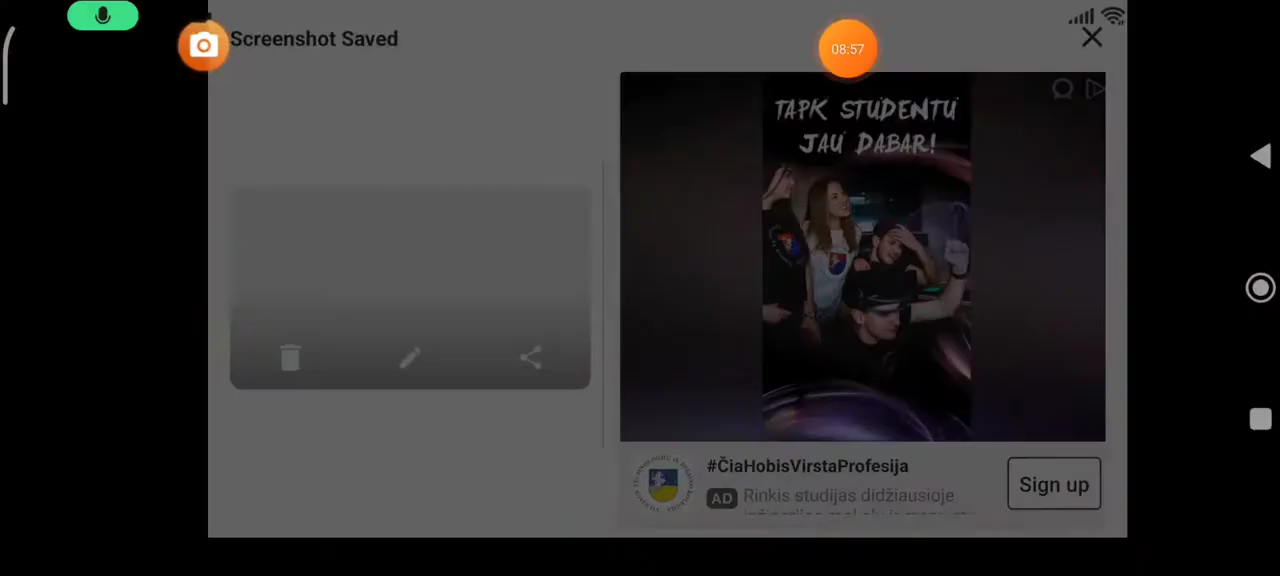 Screenshot Saved
08:57
TAPK STUDENTU
JAU DABAR!
#ČiaHobisVirstaProfesija
AD Rinkis studijas didžiausioje
Sign up